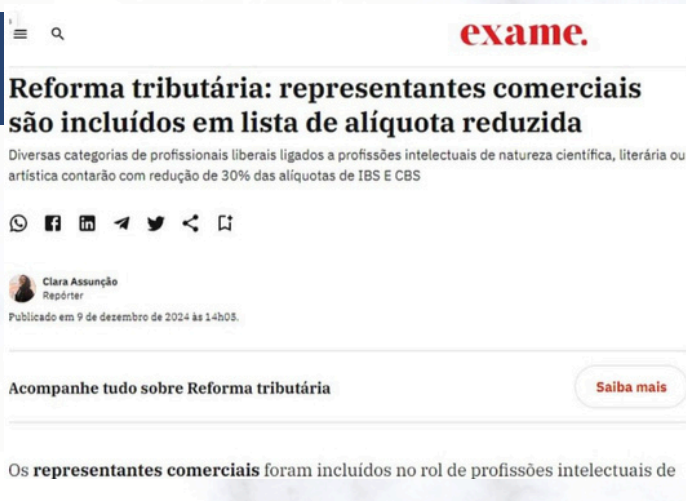 exame.
Reforma tributária: representantes comerciais
são incluídos em lista de alíquota reduzida
Diversas categorias de profissionais liberais ligados a profissões intelectuais de natureza científica, literária ou
artística contarão com redução de 30% das alíquotas de IBS E CBS
Clara Assunção
Repórter
Publicado em 9 de dezembro de 2024 às 14h05.
Acompanhe tudo sobre Reforma tributária
Saiba mais
Os representantes comerciais foram incluídos no rol de profissões intelectuais de